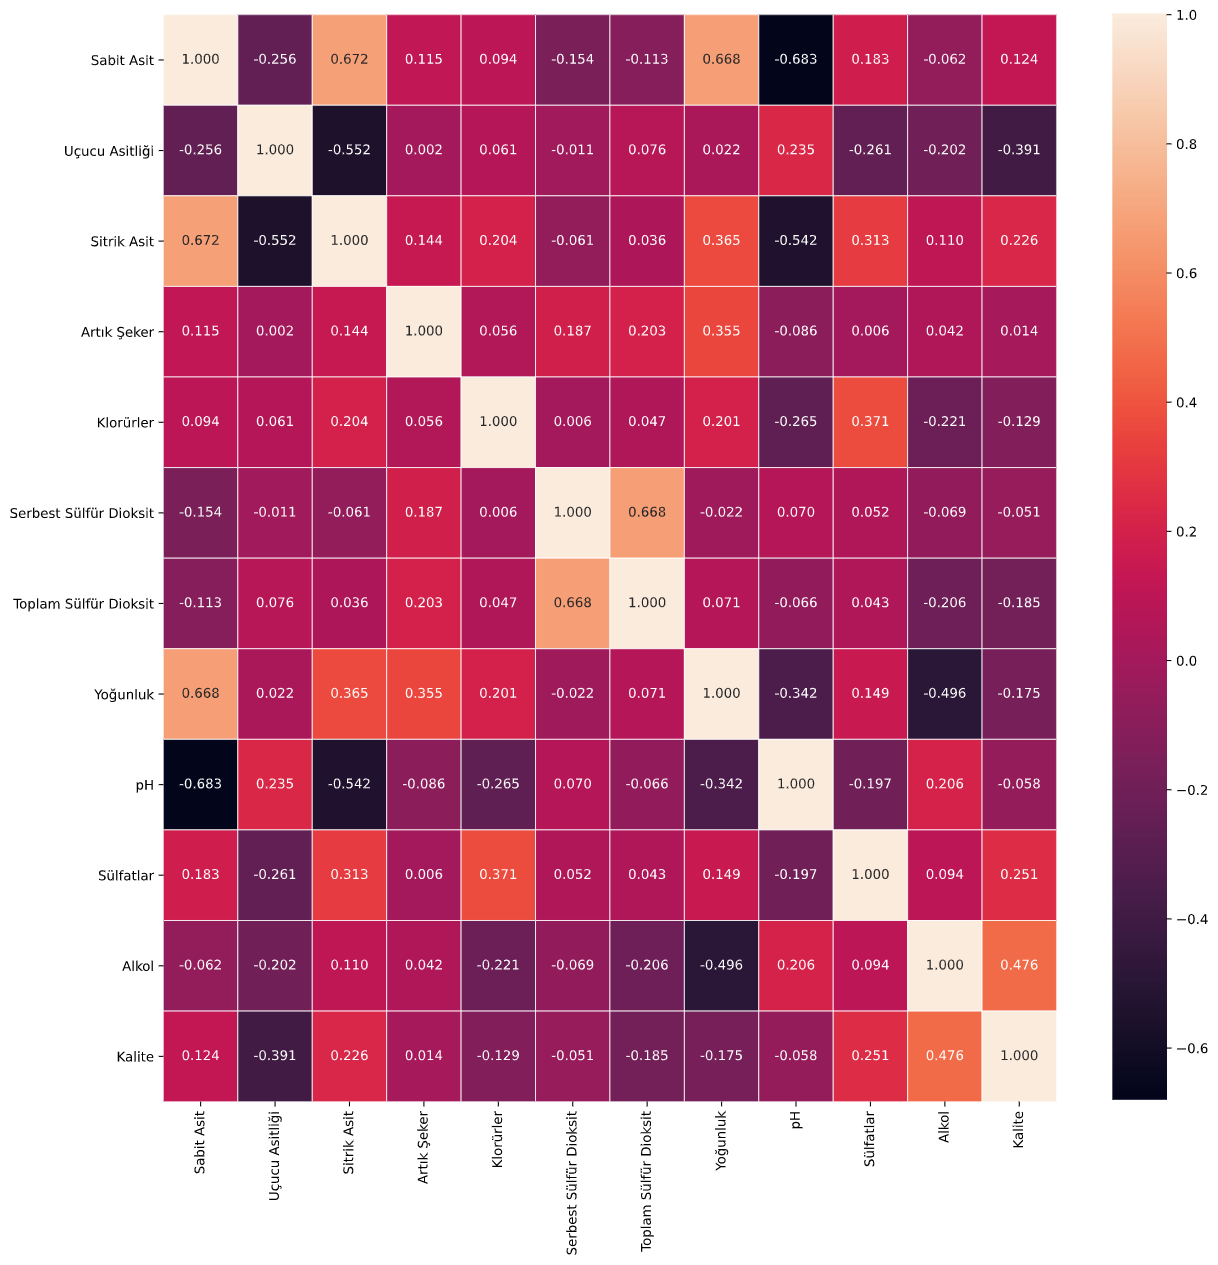 Sabit Asit 1.000 -0.256 0.672 0.115 0.094 -0.154 -0.113 0.668 -0.683 0.183 -0.062 0.124
Uçucu Asitliği -0.256 1.000 -0.552 0.002 0.061 -0.011 0.076 0.022 0.235 -0.261 -0.202 -0.391
Sitrik Asit 0.672 -0.552 1.000 0.144 0.204 -0.061 0.036 0.365 -0.542 0.313 0.110 0.226
Artık Şeker 0.115 0.002 0.144 1.000 0.056 0.187 0.203 0.355 -0.086 0.006 0.042 0.014
Klorürler 0.094 0.061 0.204 0.056 1.000 0.006 0.047 0.201 -0.265 0.371 -0.221 -0.129
Serbest Sülfür Dioksit -0.154 -0.011 -0.061 0.187 0.006 1.000 0.668 -0.022 0.070 0.052 -0.069 -0.051
Toplam Sülfür Dioksit -0.113 0.076 0.036 0.203 0.047 0.668 1.000 0.071 -0.066 0.043 -0.206 -0.185
Yoğunluk 0.668 0.022 0.365 0.355 0.201 -0.022 0.071 1.000 -0.342 0.149 -0.496 -0.175
pH -0.683 0.235 -0.542 -0.086 -0.265 0.070 -0.066 -0.342 1.000 -0.197 0.206 -0.058
Sülfatlar 0.183 -0.261 0.313 0.006 0.371 0.052 0.043 0.149 -0.197 1.000 0.094 0.251
Alkol -0.062 -0.202 0.110 0.042 -0.221 -0.069 -0.206 -0.496 0.206 0.094 1.000 0.476
Kalite 0.124 -0.391 0.226 0.014 -0.129 -0.051 -0.185 -0.175 -0.058 0.251 0.476 1.000
Sabit Asit
Uçucu Asitliği
Sitrik Asit
Artık Şeker
Klorürler
Serbest Sülfür Dioksit
Toplam Sülfür Dioksit
Yoğunluk
pH
Sülfatlar
Alkol
Kalite
1.0
0.8
0.6
0.4
0.2
0.0
−0.2
−0.4
−0.6